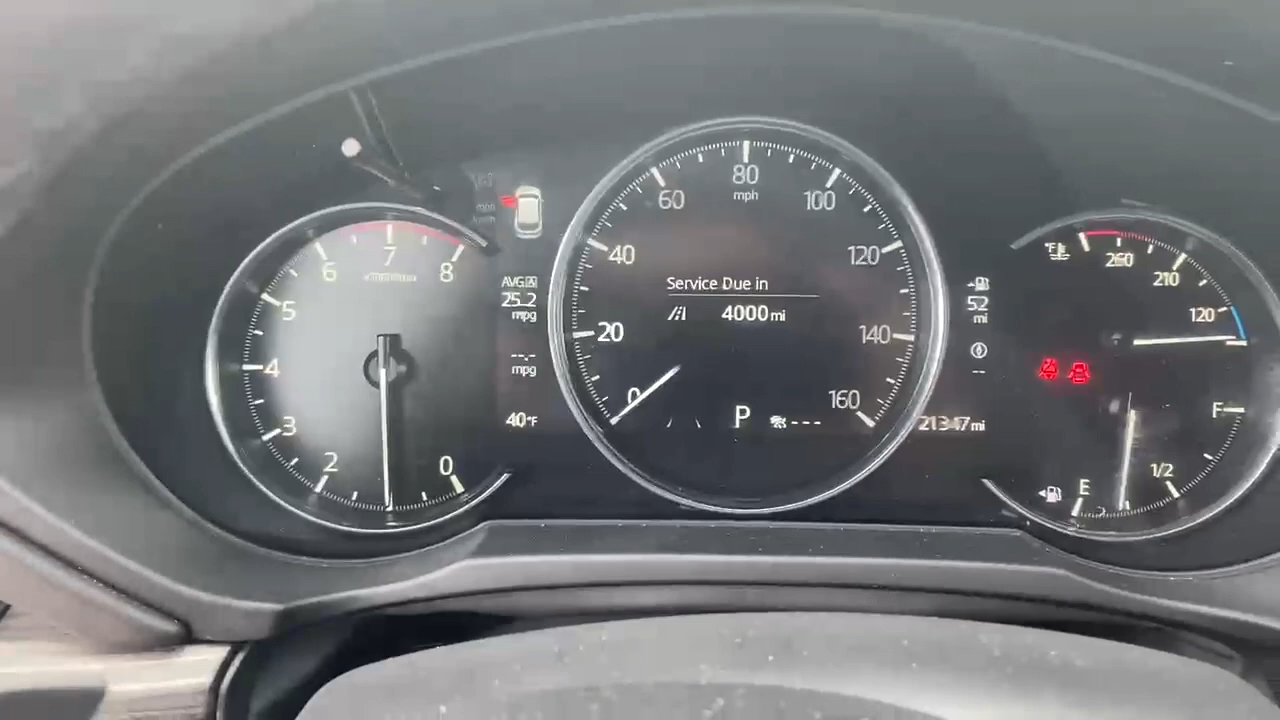 6
7
8
5
4
3
2
0
AVG
25.2
mpg
--.-
mpg
40°F
60
80
mph
100
40
120
Service Due in
4000 mi
20
140
0
160
P
---
52
mi
--
21347 mi
260
210
120
F
1/2
E